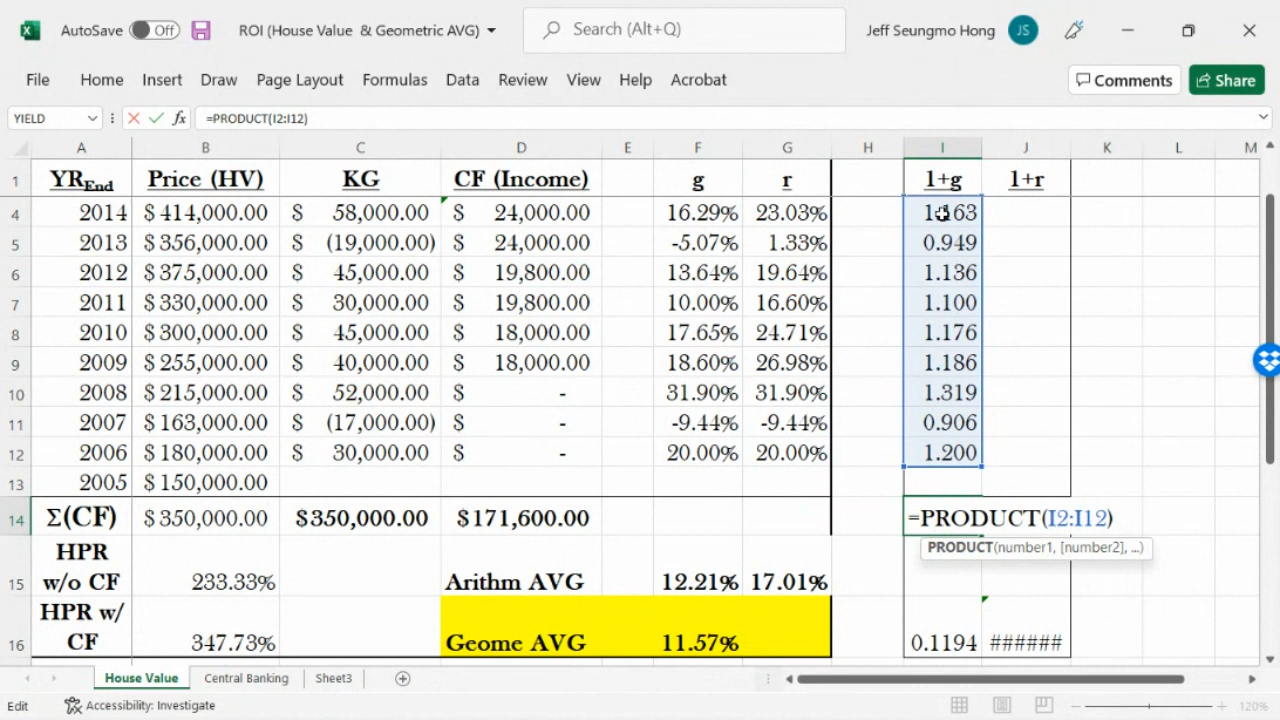 AutoSave Off ROI (House Value & Geometric AVG) Search (Alt+Q) Jeff Seungmo Hong JS
File Home Insert Draw Page Layout Formulas Data Review View Help Acrobat Comments Share
YIELD fx =PRODUCT(I2:I12)
A B C D E F G H I J K L M
1 YREnd Price (HV) KG CF (Income) g r 1+g 1+r
4 2014 $ 414,000.00 $ 58,000.00 $ 24,000.00 16.29% 23.03% 1.163
5 2013 $ 356,000.00 $ (19,000.00) $ 24,000.00 -5.07% 1.33% 0.949
6 2012 $ 375,000.00 $ 45,000.00 $ 19,800.00 13.64% 19.64% 1.136
7 2011 $ 330,000.00 $ 30,000.00 $ 19,800.00 10.00% 16.60% 1.100
8 2010 $ 300,000.00 $ 45,000.00 $ 18,000.00 17.65% 24.71% 1.176
9 2009 $ 255,000.00 $ 40,000.00 $ 18,000.00 18.60% 26.98% 1.186
10 2008 $ 215,000.00 $ 52,000.00 $ - 31.90% 31.90% 1.319
11 2007 $ 163,000.00 $ (17,000.00) $ - -9.44% -9.44% 0.906
12 2006 $ 180,000.00 $ 30,000.00 $ - 20.00% 20.00% 1.200
13 2005 $ 150,000.00
14 Σ(CF) $ 350,000.00 $350,000.00 $171,600.00 =PRODUCT(I2:I12)
PRODUCT(number1, [number2], ...)
HPR
15 w/o CF 233.33% Arithm AVG 12.21% 17.01%
HPR w/
16 CF 347.73% Geome AVG 11.57% 0.1194 ######
House Value Central Banking Sheet3
Edit Accessibility: Investigate 120%